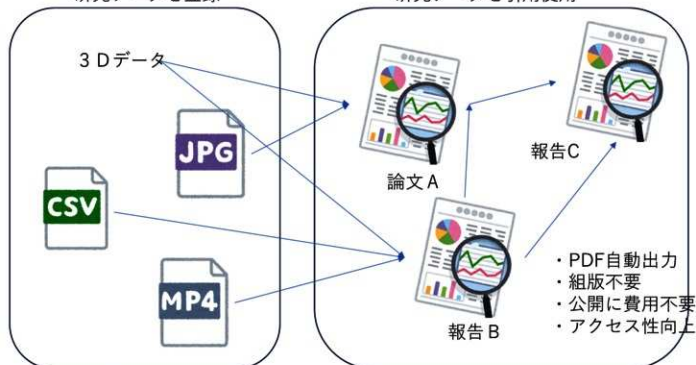 ３Ｄデータ
JPG
CSV
MP4
論文Ａ
報告Ｂ
報告C
・PDF自動出力
・組版不要
・公開に費用不要
・アクセス性向上